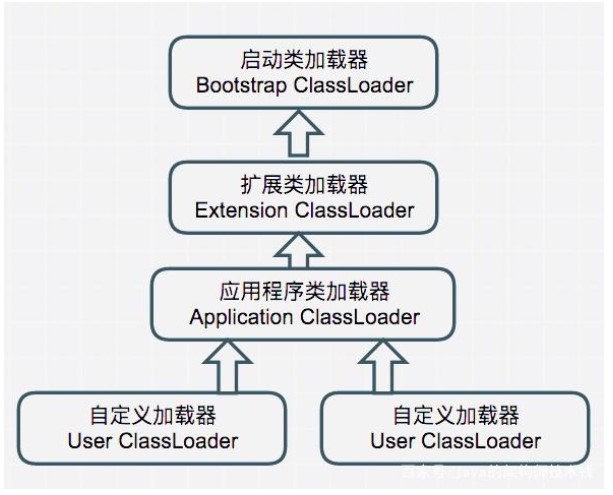 启动类加载器
Bootstrap ClassLoader
扩展类加载器
Extension ClassLoader
应用程序类加载器
Application ClassLoader
自定义加载器
User ClassLoader
自定义加载器
User ClassLoader